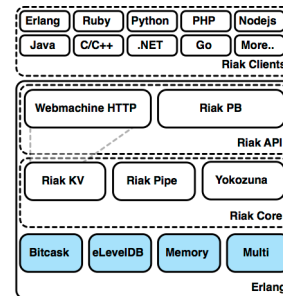 Erlang Ruby Python PHP Nodejs
Java C/C++ .NET Go More..
Riak Clients
Webmachine HTTP Riak PB
Riak API
Riak KV Riak Pipe Yokozuna
Riak Core
Bitcask eLevelDB Memory Multi
Erlang